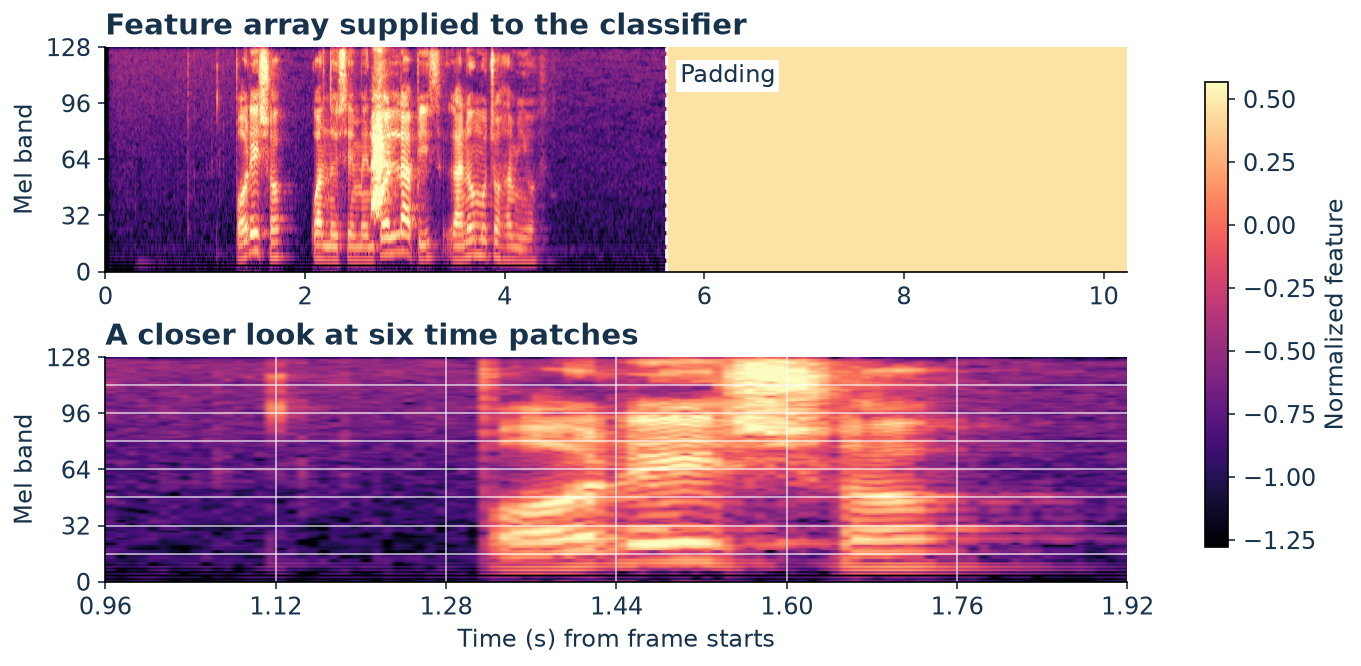 Feature array supplied to the classifier
Mel band
128
96
64
32
0
Padding
0 2 4 6 8 10
A closer look at six time patches
Mel band
128
96
64
32
0
0.96 1.12 1.28 1.44 1.60 1.76 1.92
Time (s) from frame starts
0.50
0.25
0.00
−0.25
−0.50
−0.75
−1.00
−1.25
Normalized feature